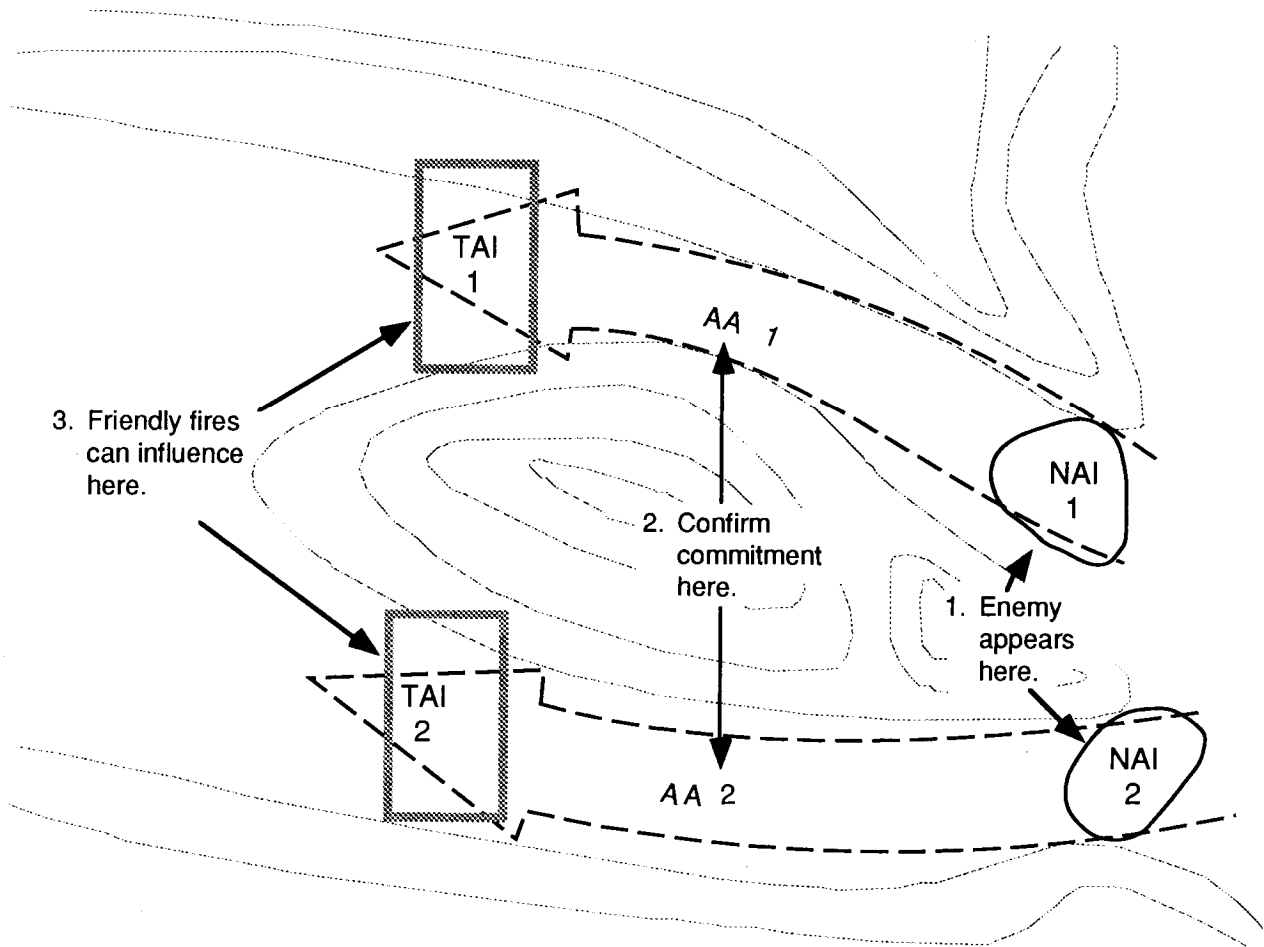 TAI
1
AA 1
3. Friendly fires
can influence
here.
NAI
1
2. Confirm
commitment
here.
1. Enemy
appears
here.
TAI
2
NAI
2
AA 2